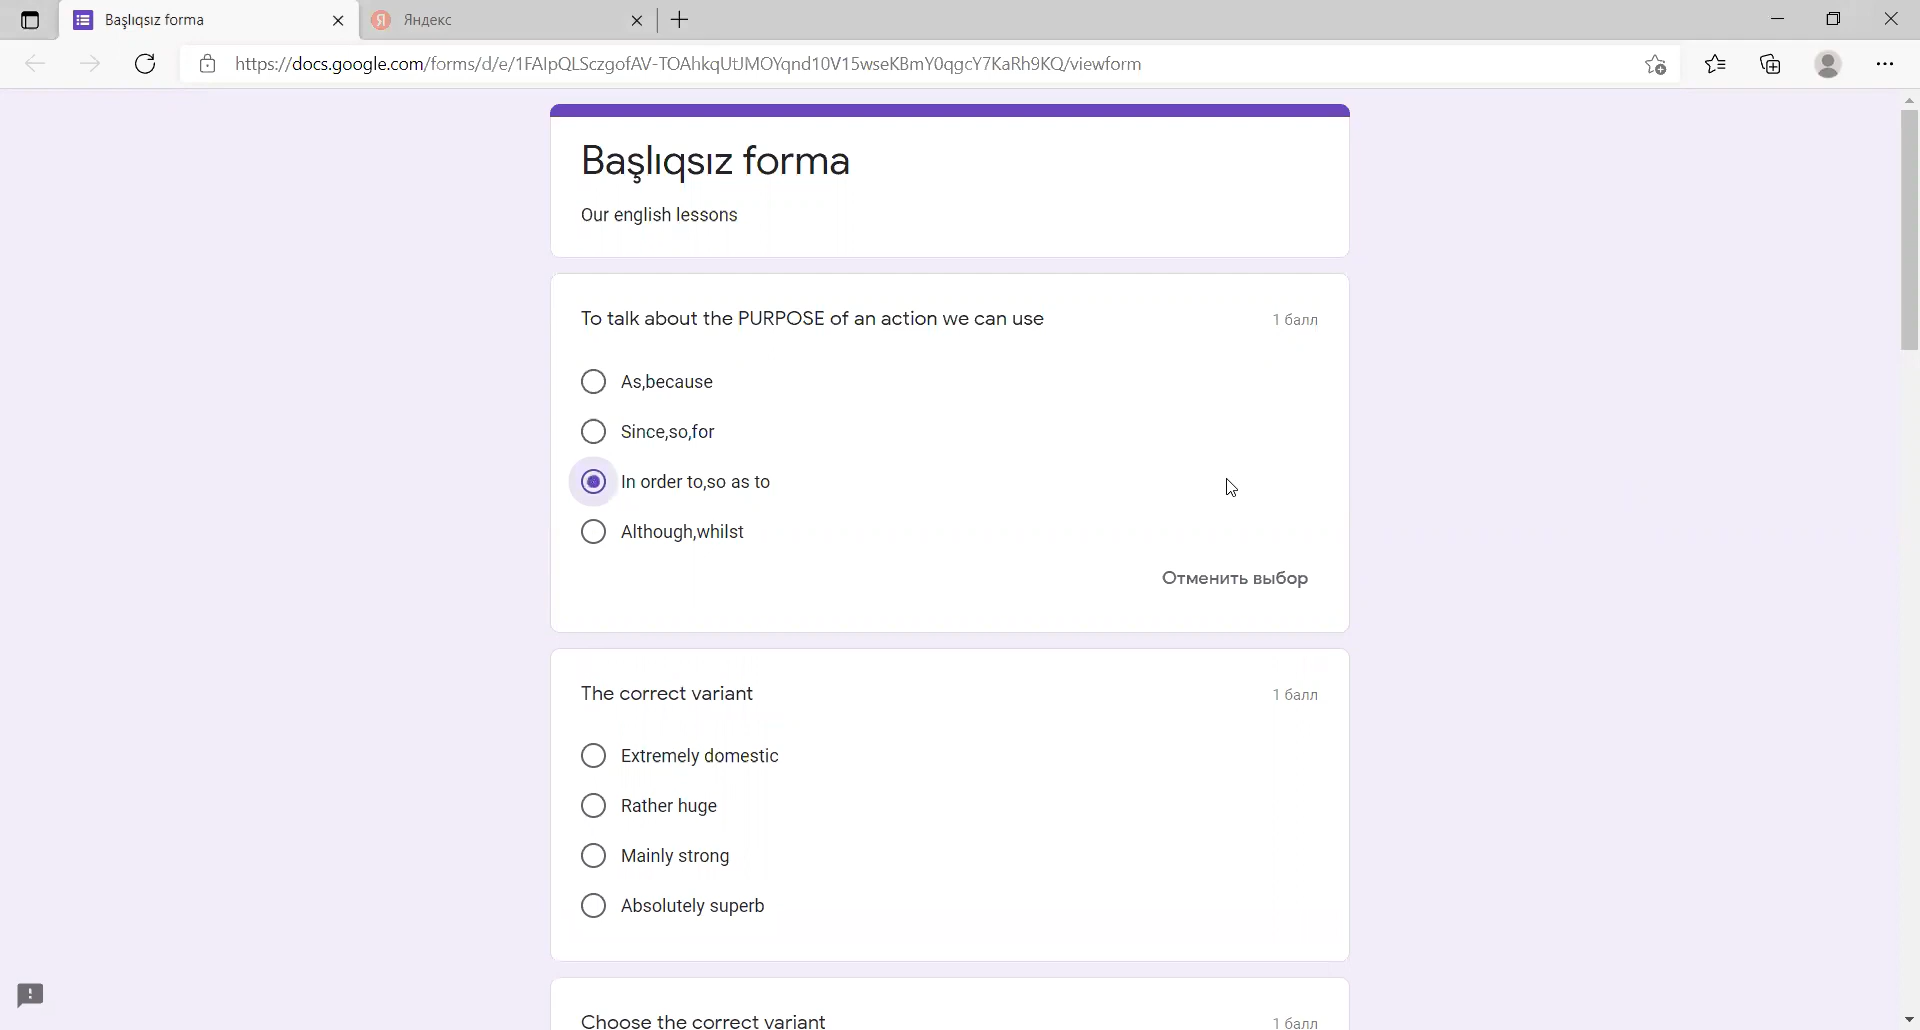 Başlıqsız forma
Яндекс
https://docs.google.com/forms/d/e/1FAIpQLSczgofAV-TOAhkqUtJMOYqnd10V15wseKBmY0qgcY7KaRh9KQ/viewform
Başlıqsız forma
Our english lessons
To talk about the PURPOSE of an action we can use
1 балл
As,because
Since,so,for
In order to,so as to
Although,whilst
Отменить выбор
The correct variant
1 балл
Extremely domestic
Rather huge
Mainly strong
Absolutely superb
Choose the correct variant
1 балл